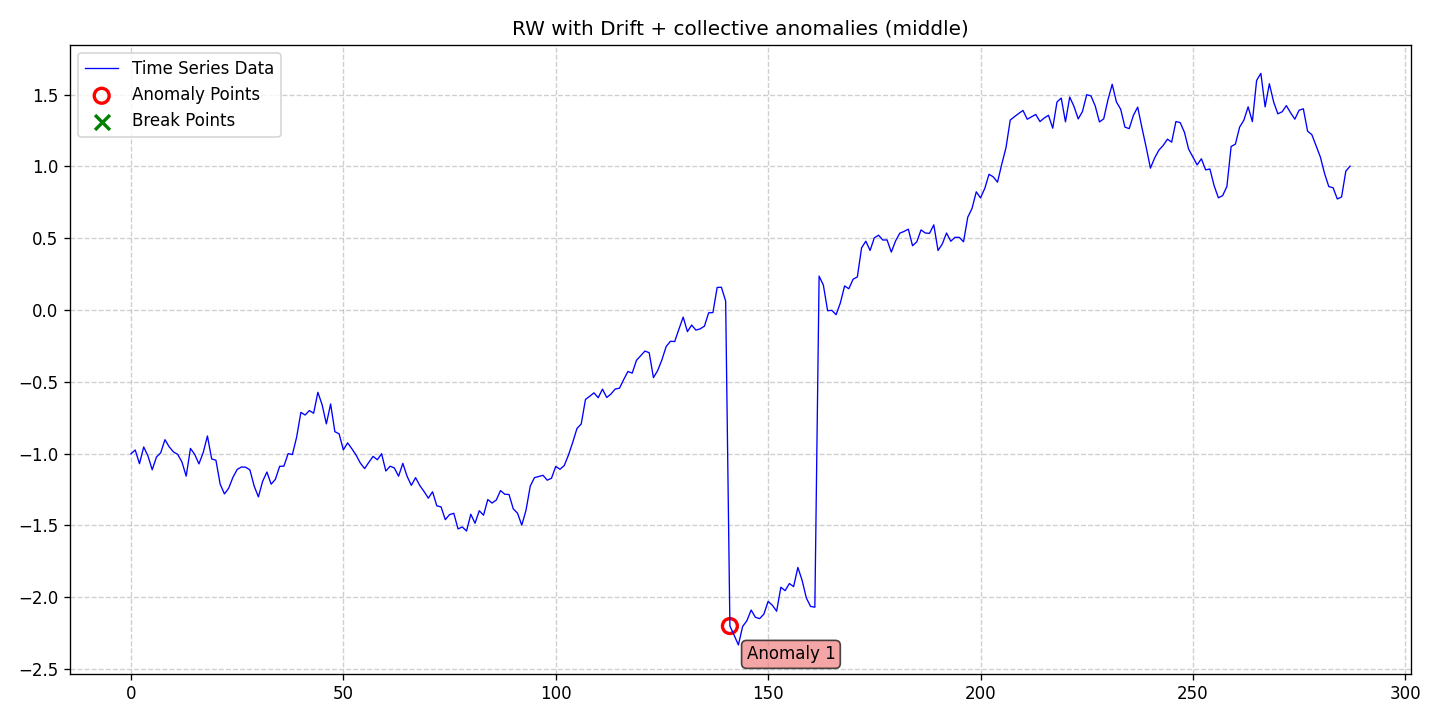 RW with Drift + collective anomalies (middle)
Time Series Data
Anomaly Points
Break Points
1.5
1.0
0.5
0.0
−0.5
−1.0
−1.5
−2.0
−2.5
Anomaly 1
0 50 100 150 200 250 300